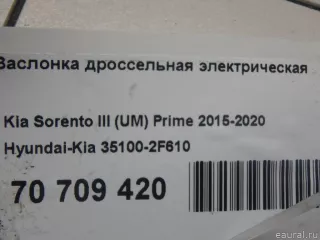 Заслонка дроссельная электрическая
Kia Sorento III (UM) Prime 2015-2020
Hyundai-Kia 35100-2F610
70 709 420
eaural.ru